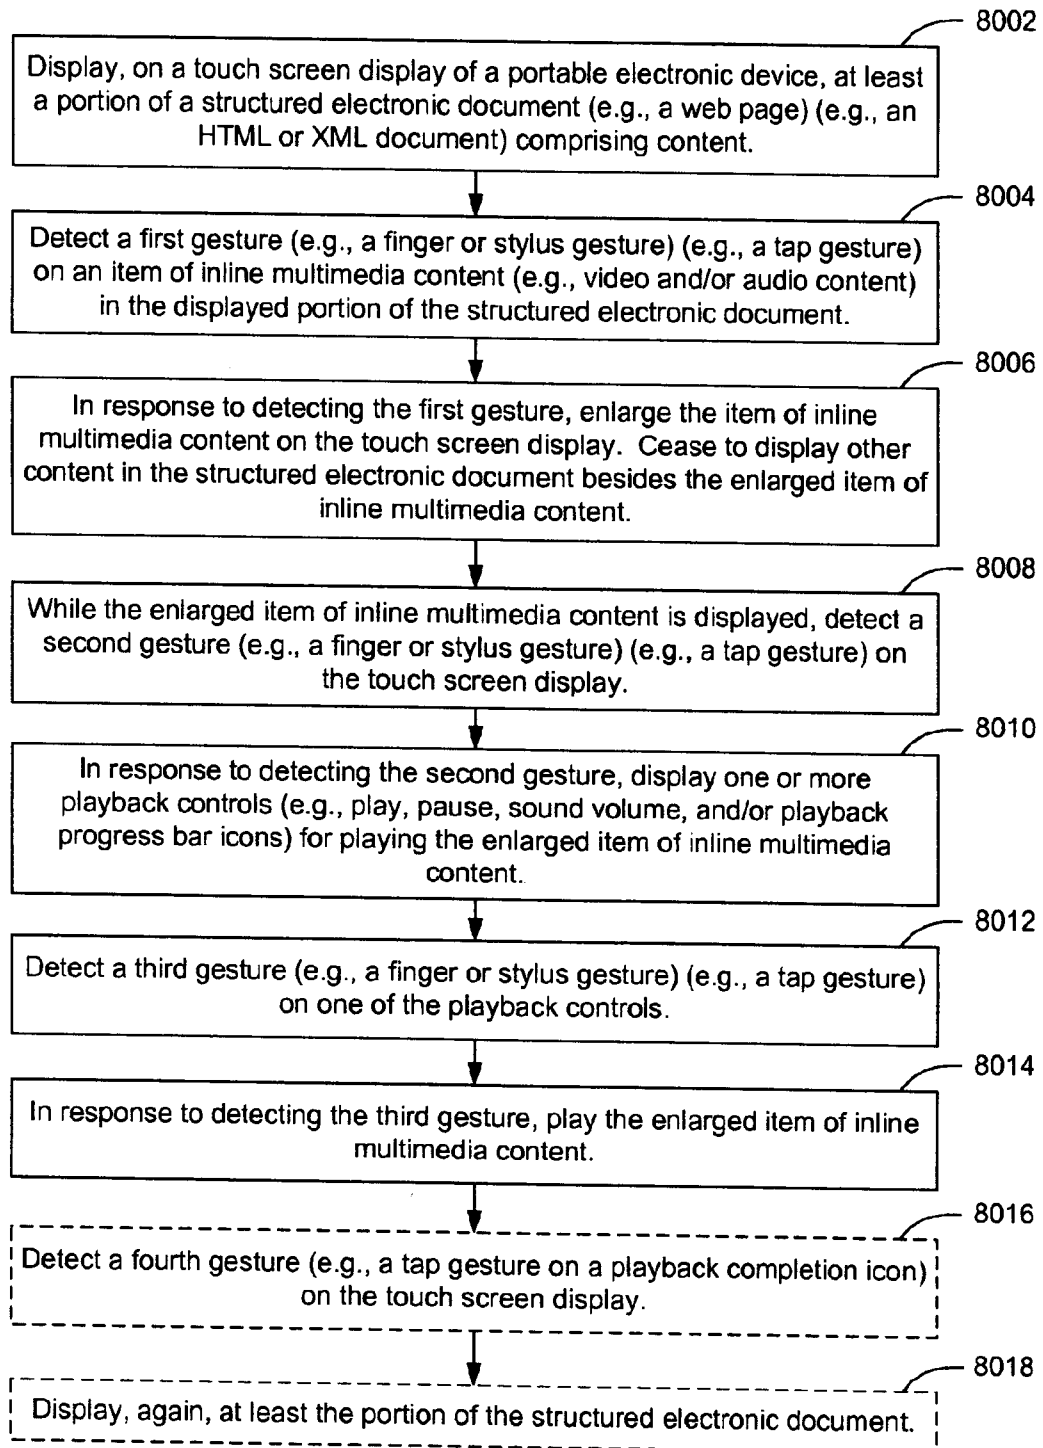 8002
Display, on a touch screen display of a portable electronic device, at least
a portion of a structured electronic document (e.g., a web page) (e.g., an
HTML or XML document) comprising content.
8004
Detect a first gesture (e.g., a finger or stylus gesture) (e.g., a tap gesture)
on an item of inline multimedia content (e.g., video and/or audio content)
in the displayed portion of the structured electronic document.
8006
In response to detecting the first gesture, enlarge the item of inline
multimedia content on the touch screen display. Cease to display other
content in the structured electronic document besides the enlarged item of
inline multimedia content.
8008
While the enlarged item of inline multimedia content is displayed, detect a
second gesture (e.g., a finger or stylus gesture) (e.g., a tap gesture) on
the touch screen display.
8010
In response to detecting the second gesture, display one or more
playback controls (e.g., play, pause, sound volume, and/or playback
progress bar icons) for playing the enlarged item of inline multimedia
content.
8012
Detect a third gesture (e.g., a finger or stylus gesture) (e.g., a tap gesture)
on one of the playback controls.
8014
In response to detecting the third gesture, play the enlarged item of inline
multimedia content.
8016
Detect a fourth gesture (e.g., a tap gesture on a playback completion icon)
on the touch screen display.
8018
Display, again, at least the portion of the structured electronic document.